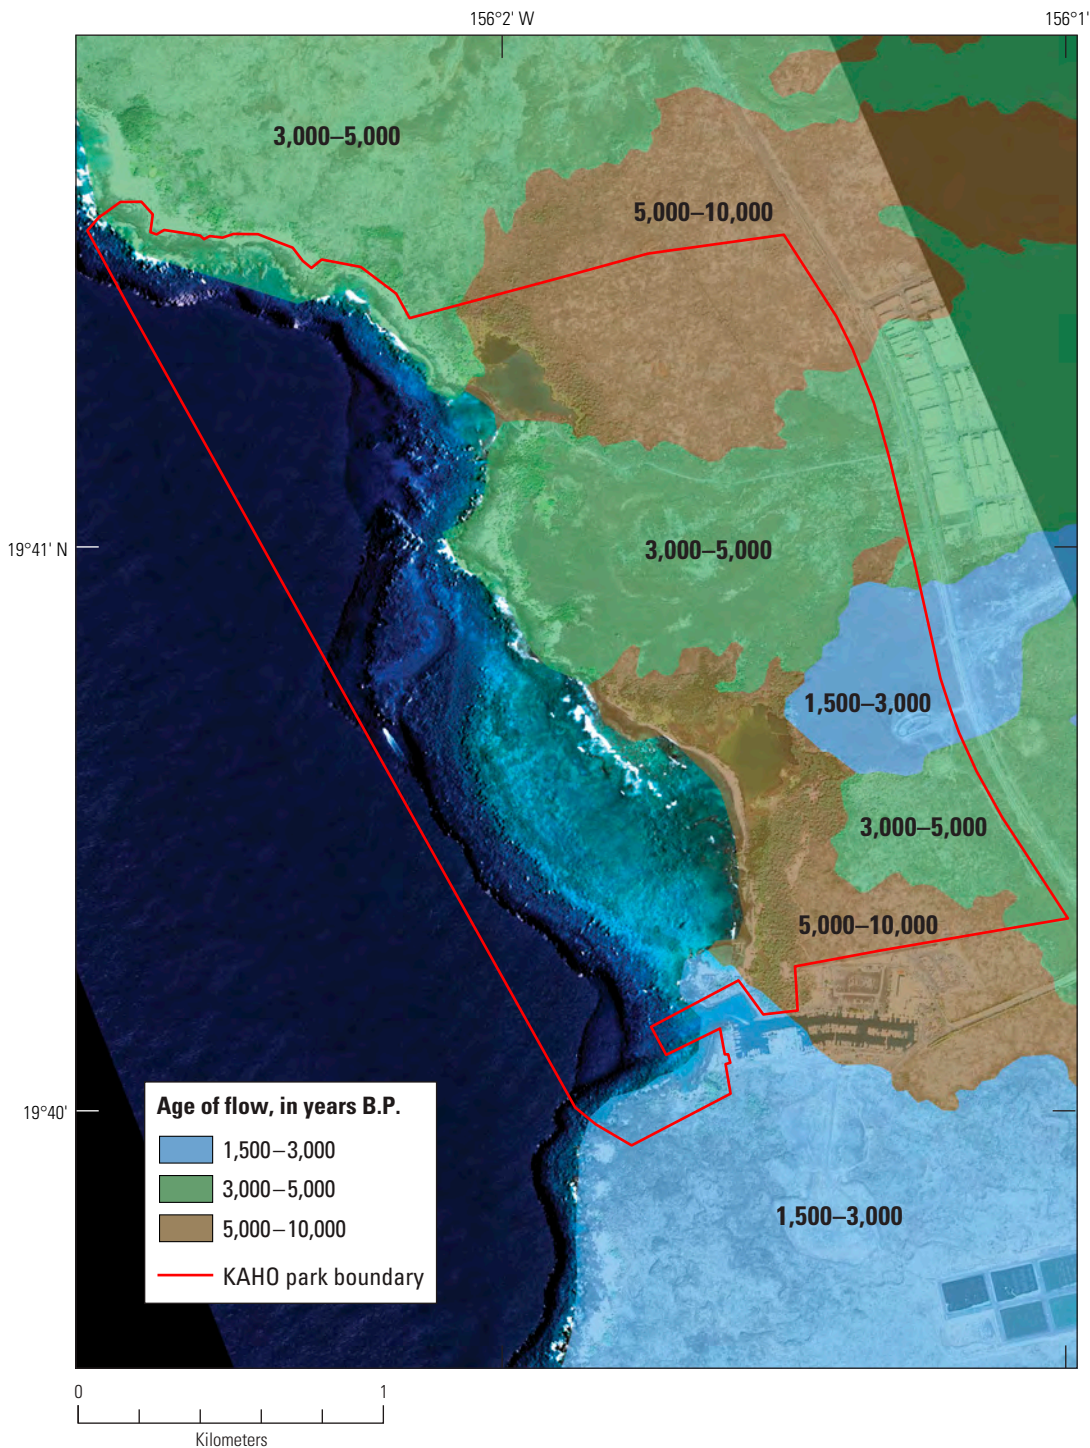 156°2' W
156°1'
3,000–5,000
5,000–10,000
19°41' N
3,000–5,000
1,500–3,000
3,000–5,000
5,000–10,000
19°40'
Age of flow, in years B.P.
1,500–3,000
3,000–5,000
5,000–10,000
KAHO park boundary
1,500–3,000
0 1
Kilometers